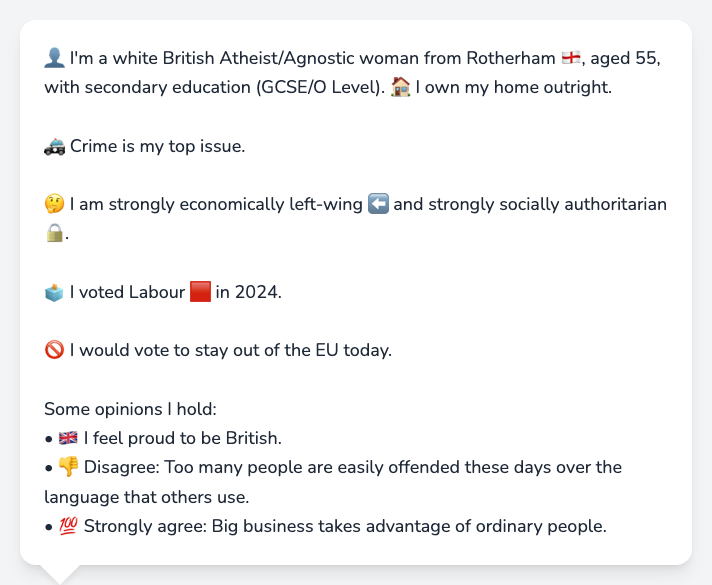 👤 I'm a white British Atheist/Agnostic woman from Rotherham 🏴󠁧󠁢󠁥󠁮󠁧󠁿, aged 55,
with secondary education (GCSE/O Level). 🏠 I own my home outright.
🚓 Crime is my top issue.
🤔 I am strongly economically left-wing ⬅️ and strongly socially authoritarian
🔒.
🗳️ I voted Labour 🟥 in 2024.
🚫 I would vote to stay out of the EU today.
Some opinions I hold:
• 🇬🇧 I feel proud to be British.
• 👎 Disagree: Too many people are easily offended these days over the
language that others use.
• 💯 Strongly agree: Big business takes advantage of ordinary people.